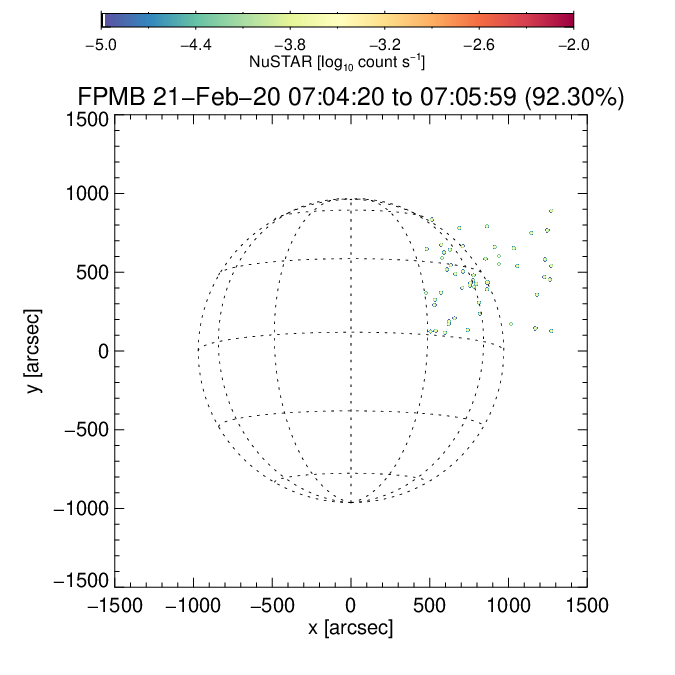 −5.0 −4.4 −3.8 −3.2 −2.6 −2.0
NuSTAR [log₁₀ count s⁻¹]
FPMB 21−Feb−20 07:04:20 to 07:05:59 (92.30%)
1500
1000
500
0
−500
−1000
−1500
y [arcsec]
−1500 −1000 −500 0 500 1000 1500
x [arcsec]